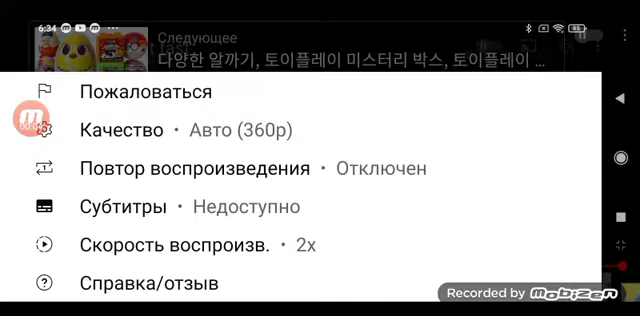 6:34
85
Следующее
다양한 알까기, 토이플레이 미스터리 박스, 토이플레이 ...
Пожаловаться
Качество • Авто (360p)
Повтор воспроизведения • Отключен
Субтитры • Недоступно
Скорость воспроизв. • 2x
Справка/отзыв
Recorded by mobizen